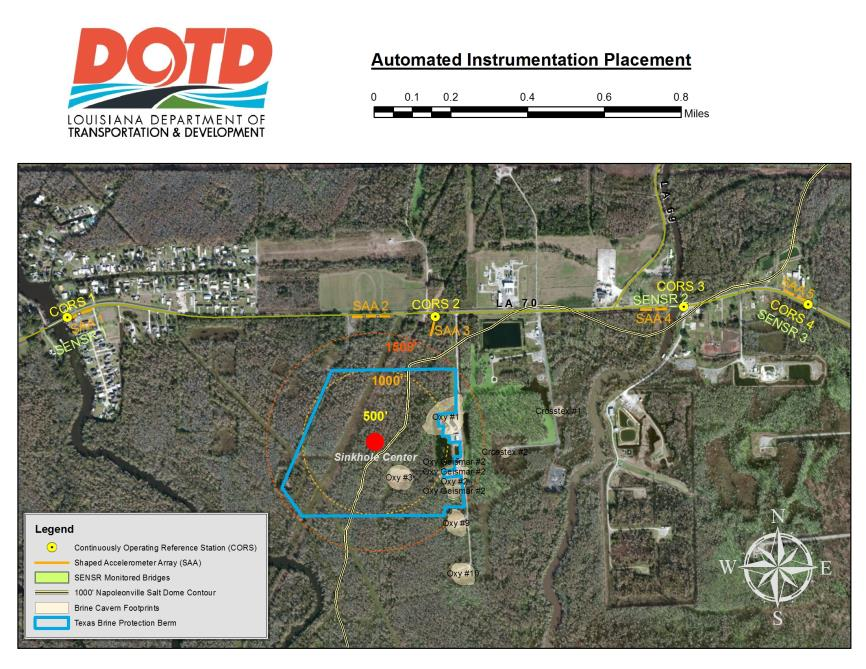 DOTD
LOUISIANA DEPARTMENT OF
TRANSPORTATION & DEVELOPMENT
Automated Instrumentation Placement
0 0.1 0.2 0.4 0.6 0.8
Miles
LA 69
CORS 1
SAA 1
SENSR 1
SAA 2
CORS 2
SAA 3
LA 70
CORS 3
SENSR 2
SAA 4
SAA 5
CORS 4
SENSR 3
1500'
1000'
500'
Sinkhole Center
Oxy #1
Crosstex #1
Crosstex #2
Oxy Geismar #2
Oxy Geismar #2
Oxy #2
Oxy Geismar #2
Oxy #3
Oxy #9
Oxy #10
Legend
Continuously Operating Reference Station (CORS)
Shaped Accelerometer Array (SAA)
SENSR Monitored Bridges
1000' Napoleonville Salt Dome Contour
Brine Cavern Footprints
Texas Brine Protection Berm
N
W E
S